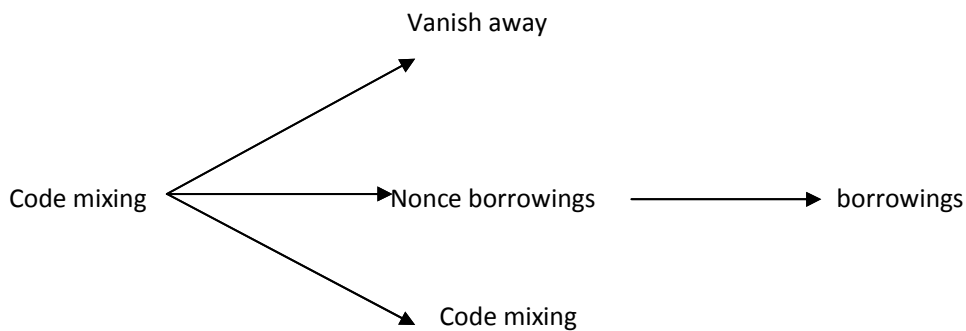 Vanish away
Code mixing
Nonce borrowings
borrowings
Code mixing